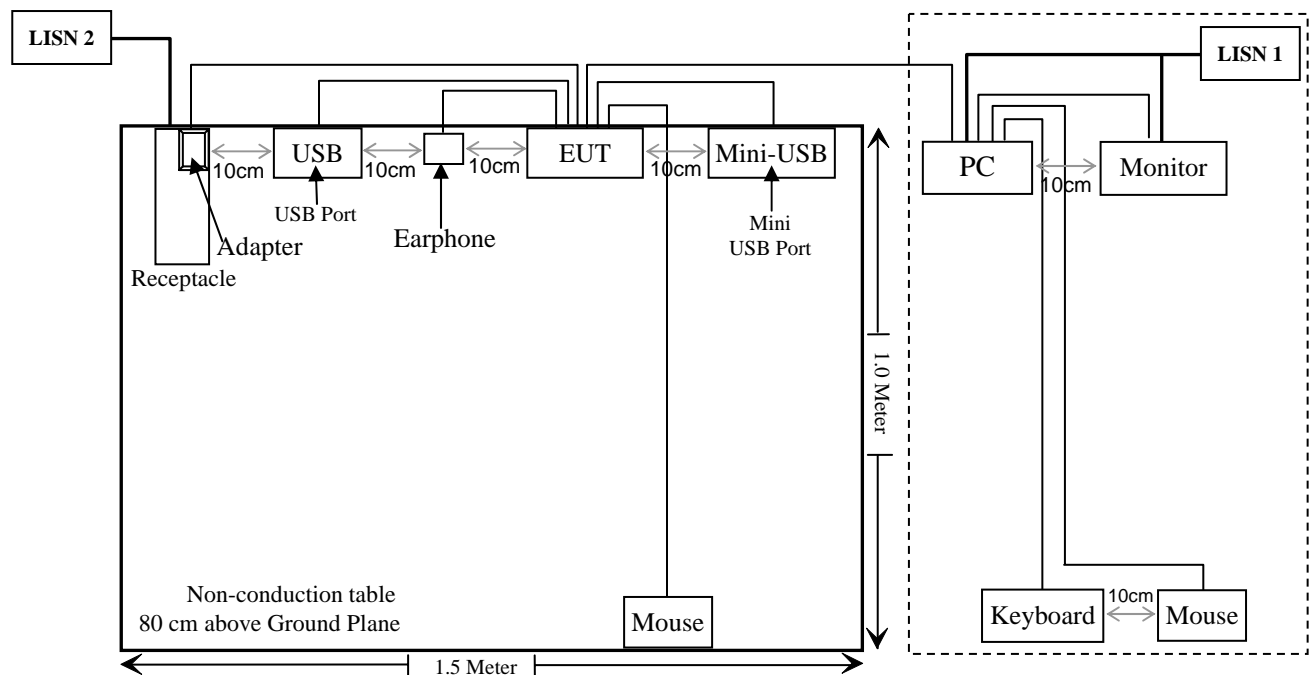 LISN 2
LISN 1
USB
EUT
Mini-USB
PC
Monitor
10cm
10cm
10cm
10cm
10cm
USB Port
Mini
USB Port
Adapter
Earphone
Receptacle
1.0 Meter
Non-conduction table
80 cm above Ground Plane
Mouse
Keyboard
10cm
Mouse
1.5 Meter